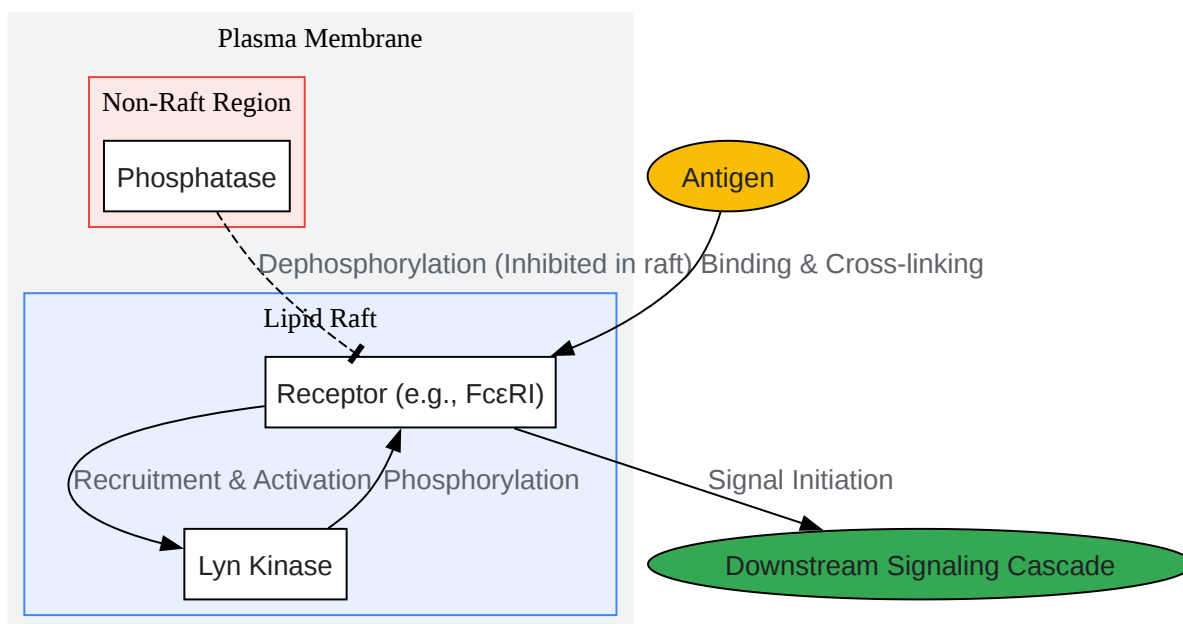 Plasma Membrane
Non-Raft Region
Phosphatase
Antigen
Dephosphorylation (Inhibited in raft)
Binding & Cross-linking
Lipid Raft
Receptor (e.g., FcεRI)
Recruitment & Activation
Phosphorylation
Signal Initiation
Lyn Kinase
Downstream Signaling Cascade